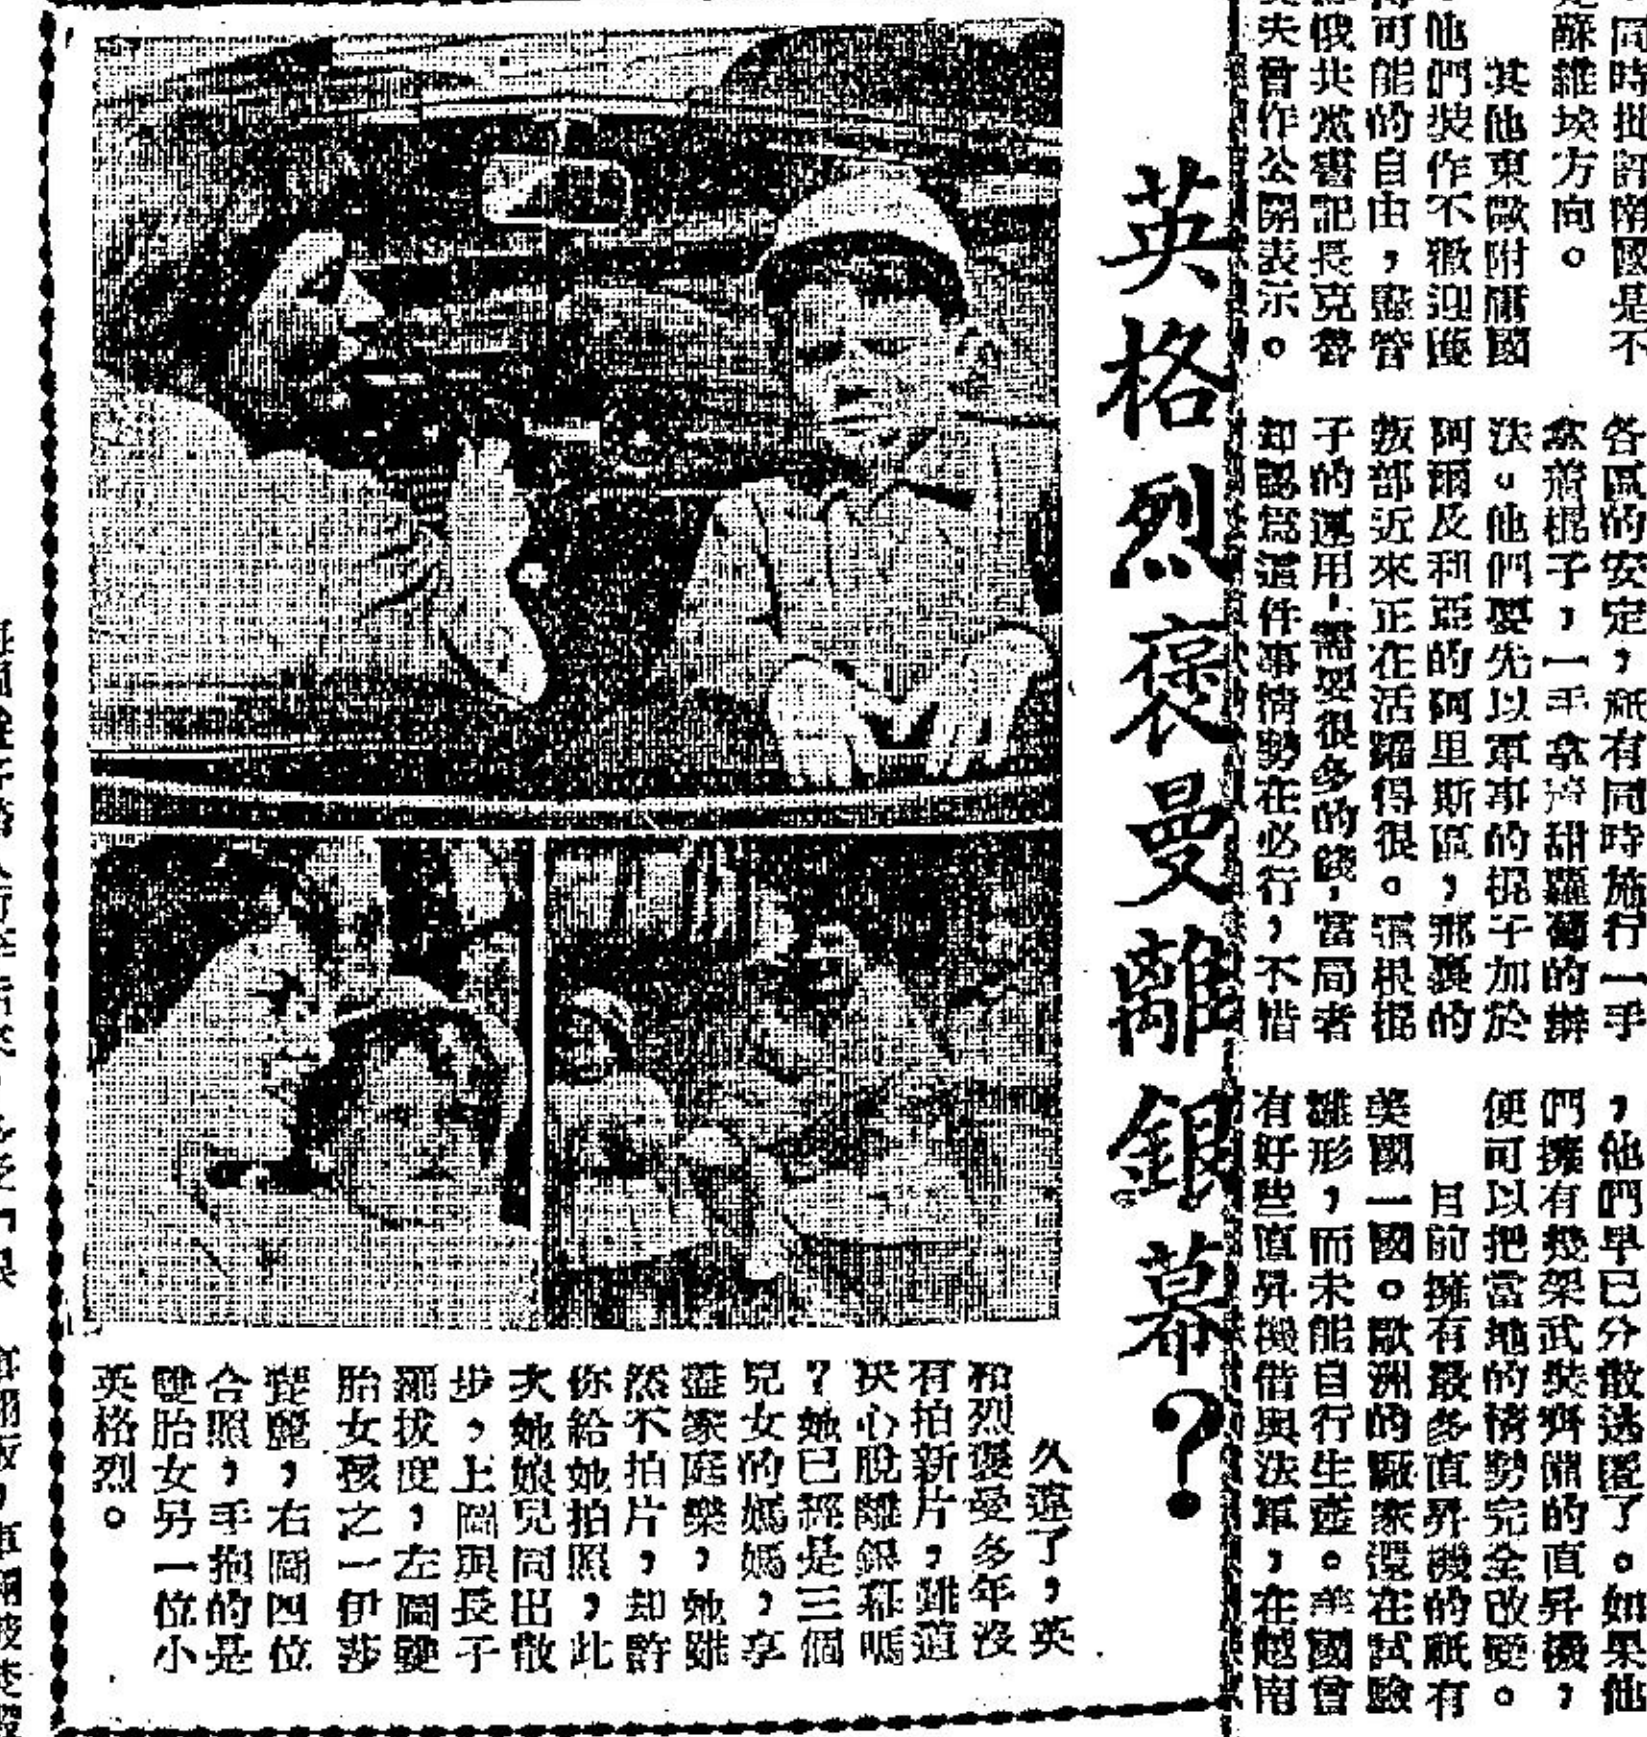 同時批評南國是不
蘇維埃方向。
其他東歐附庸國
他們裝作不歡迎
可能的自由，儘管
俄共黨書記長克魯
夫曾作公開表示。
各區的安定，祇有同時施行一手
拿着棍子，一手拿着甜蘿蔔的辦
法。他們要先以軍事的棍子加於
阿爾及利亞的阿里斯區，那裏的
叛部近來正在活躍得很。根棍
子的運用，需要很多的錢，當局者
却認爲這件事情勢在必行，不惜
，他們早已分散逃匿了。如果他
們擁有幾架武裝齊備的直昇機，
便可以把當地的情勢完全改變。
目前擁有最多直昇機的祇有
美國一國。歐洲的廠家還在試驗
雛形，而未能自行生產。美國曾
有好些直昇機借與法軍，在越南
英格烈褒曼離銀幕？
久違了，英
格烈褒曼多年沒
有拍新片，難道
決心脫離銀幕嗎
？她已經是三個
兒女的媽媽，享
盡家庭樂，她雖
然不拍片，却許
你給她拍照，此
次她娘兒同出散
步，上圖與長子
羅拔度，左圖雙
胎女孩之一伊莎
蓓麗，右圖四位
合照，手抱的是
雙胎女另一位小
英格烈。